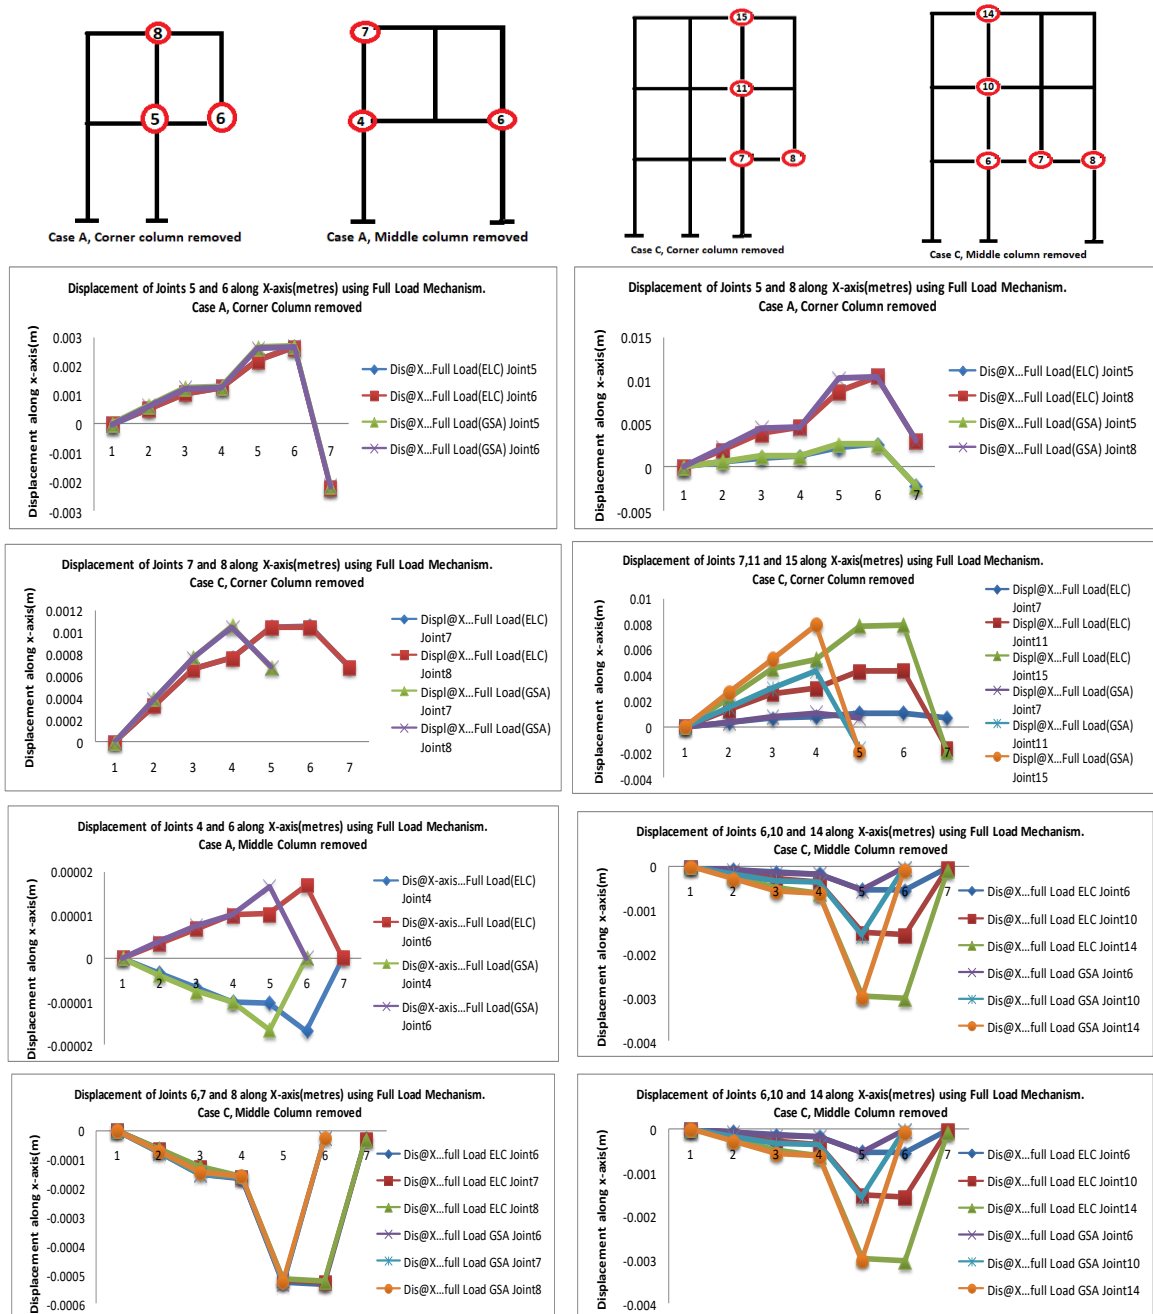 8
5
6
Case A, Corner column removed
7
4
6
Case A, Middle column removed
15
11
7
8
Case C, Corner column removed
14
10
6
7
8
Case C, Middle column removed
Displacement of Joints 5 and 6 along X-axis(metres) using Full Load Mechanism.
Case A, Corner Column removed
Displacement along x-axis(m)
0.003
0.002
0.001
0
-0.001
-0.002
-0.003
1 2 3 4 5 6 7
Dis@X...Full Load(ELC) Joint5
Dis@X...Full Load(ELC) Joint6
Dis@X...Full Load(GSA) Joint5
Dis@X...Full Load(GSA) Joint6
Displacement of Joints 5 and 8 along X-axis(metres) using Full Load Mechanism.
Case A, Corner Column removed
Displacement along x-axis(m)
0.015
0.01
0.005
0
-0.005
1 2 3 4 5 6 7
Dis@X...Full Load(ELC) Joint5
Dis@X...Full Load(ELC) Joint8
Dis@X...Full Load(GSA) Joint5
Dis@X...Full Load(GSA) Joint8
Displacement of Joints 7 and 8 along X-axis(metres) using Full Load Mechanism.
Case C, Corner Column removed
Displacement along x-axis(m)
0.0012
0.001
0.0008
0.0006
0.0004
0.0002
0
1 2 3 4 5 6 7
Displ@X...Full Load(ELC)
Joint7
Displ@X...Full Load(ELC)
Joint8
Displ@X...Full Load(GSA)
Joint7
Displ@X...Full Load(GSA)
Joint8
Displacement of Joints 7,11 and 15 along X-axis(metres) using Full Load Mechanism.
Case C, Corner Column removed
Displacement along x-axis(m)
0.01
0.008
0.006
0.004
0.002
0
-0.002
-0.004
1 2 3 4 5 6 7
Displ@X...Full Load(ELC)
Joint7
Displ@X...Full Load(ELC)
Joint11
Displ@X...Full Load(ELC)
Joint15
Displ@X...Full Load(GSA)
Joint7
Displ@X...Full Load(GSA)
Joint11
Displ@X...Full Load(GSA)
Joint15
Displacement of Joints 4 and 6 along X-axis(metres) using Full Load Mechanism.
Case A, Middle Column removed
Displacement along x-axis(m)
0.00002
0.00001
0
-0.00001
-0.00002
1 2 3 4 5 6 7
Dis@X-axis...Full Load(ELC)
Joint4
Dis@X-axis...Full Load(ELC)
Joint6
Dis@X-axis...Full Load(GSA)
Joint4
Dis@X-axis...Full Load(GSA)
Joint6
Displacement of Joints 6,10 and 14 along X-axis(metres) using Full Load Mechanism.
Case C, Middle Column removed
Displacement along x-axis(m)
0
-0.001
-0.002
-0.003
-0.004
1 2 3 4 5 6 7
Dis@X...full Load ELC Joint6
Dis@X...full Load ELC Joint10
Dis@X...full Load ELC Joint14
Dis@X...full Load GSA Joint6
Dis@X...full Load GSA Joint10
Dis@X...full Load GSA Joint14
Displacement of Joints 6,7 and 8 along X-axis(metres) using Full Load Mechanism.
Case C, Middle Column removed
Displacement along x-axis(m)
0
-0.0001
-0.0002
-0.0003
-0.0004
-0.0005
-0.0006
1 2 3 4 5 6 7
Dis@X...full Load ELC Joint6
Dis@X...full Load ELC Joint7
Dis@X...full Load ELC Joint8
Dis@X...full Load GSA Joint6
Dis@X...full Load GSA Joint7
Dis@X...full Load GSA Joint8
Displacement of Joints 6,10 and 14 along X-axis(metres) using Full Load Mechanism.
Case C, Middle Column removed
Displacement along x-axis(m)
0
-0.001
-0.002
-0.003
-0.004
1 2 3 4 5 6 7
Dis@X...full Load ELC Joint6
Dis@X...full Load ELC Joint10
Dis@X...full Load ELC Joint14
Dis@X...full Load GSA Joint6
Dis@X...full Load GSA Joint10
Dis@X...full Load GSA Joint14